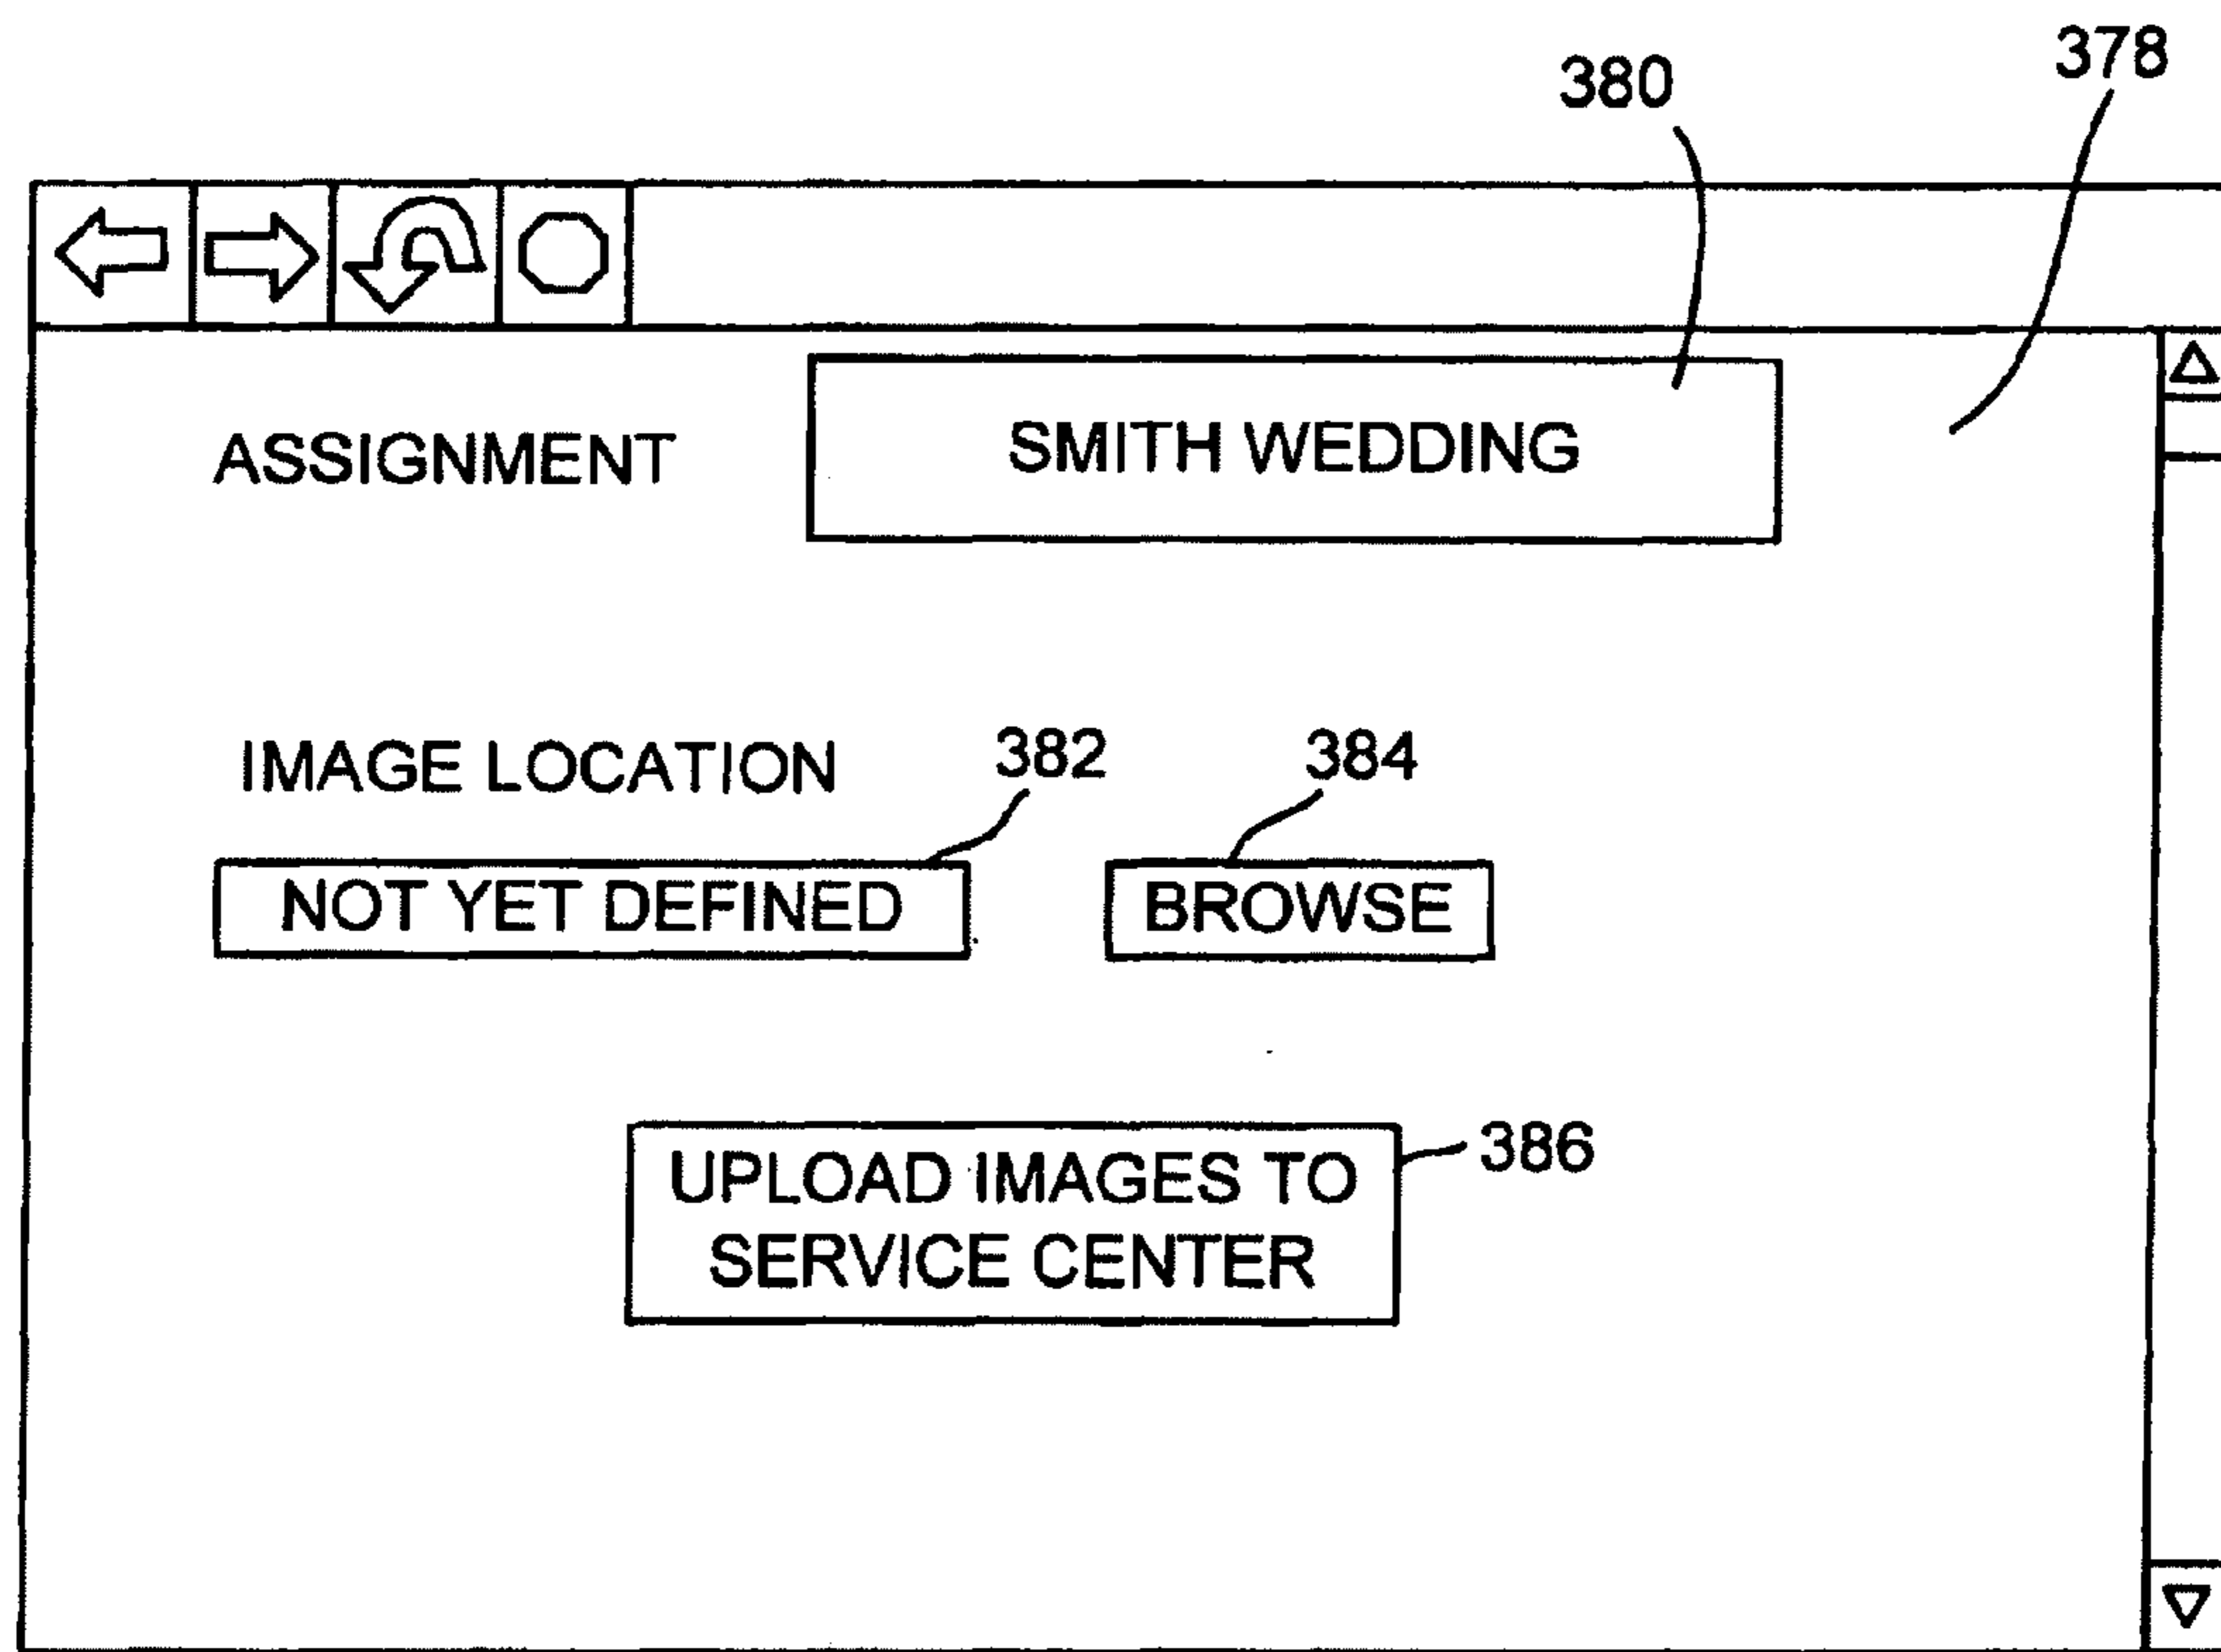 378
380
ASSIGNMENT
SMITH WEDDING
IMAGE LOCATION
382
384
NOT YET DEFINED
BROWSE
UPLOAD IMAGES TO
SERVICE CENTER
386